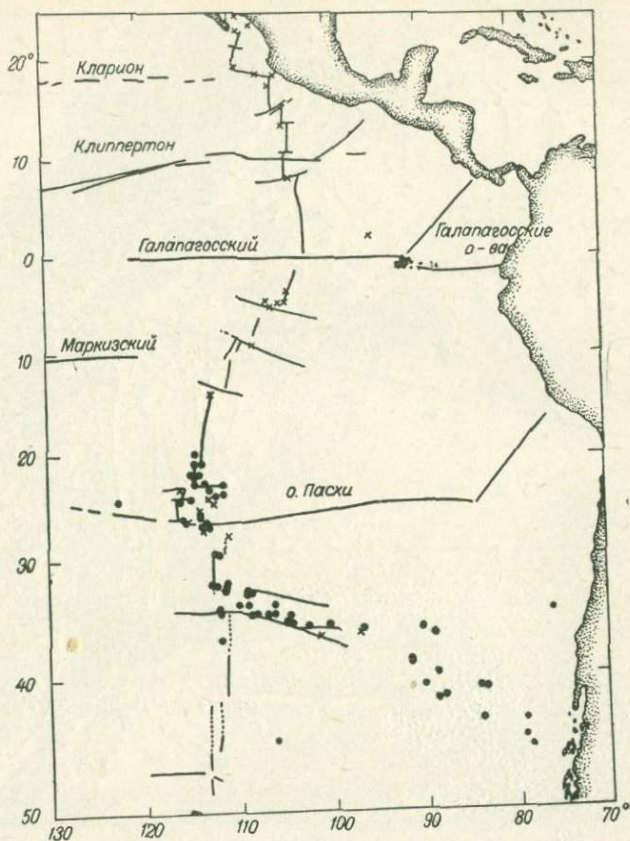 20°
Кларион
Клиппертон
10
Галапагосский
Галапагосские
о-ва
0
Маркизский
10
20
о. Пасхи
30
40
50
130 120 110 100 90 80 70°